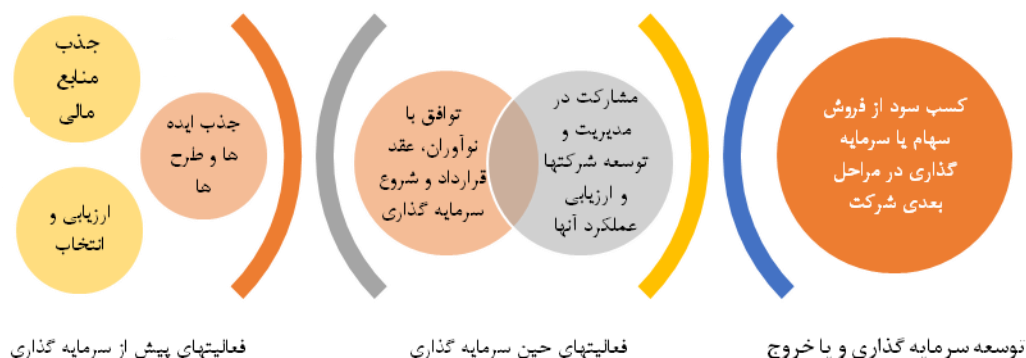 جذب
منابع
مالی
جذب ایده
ها و طرح
ها
ارزیابی و
انتخاب
توافق با
نوآوران، عقد
قرارداد و شروع
سرمایه گذاری
مشارکت در
مدیریت و
توسعه شرکتها
و ارزیابی
عملکرد آنها
کسب سود از فروش
سهام یا سرمایه
گذاری در مراحل
بعدی شرکت
فعالیتهای پیش از سرمایه گذاری
فعالیتهای حین سرمایه گذاری
توسعه سرمایه گذاری و یا خروج